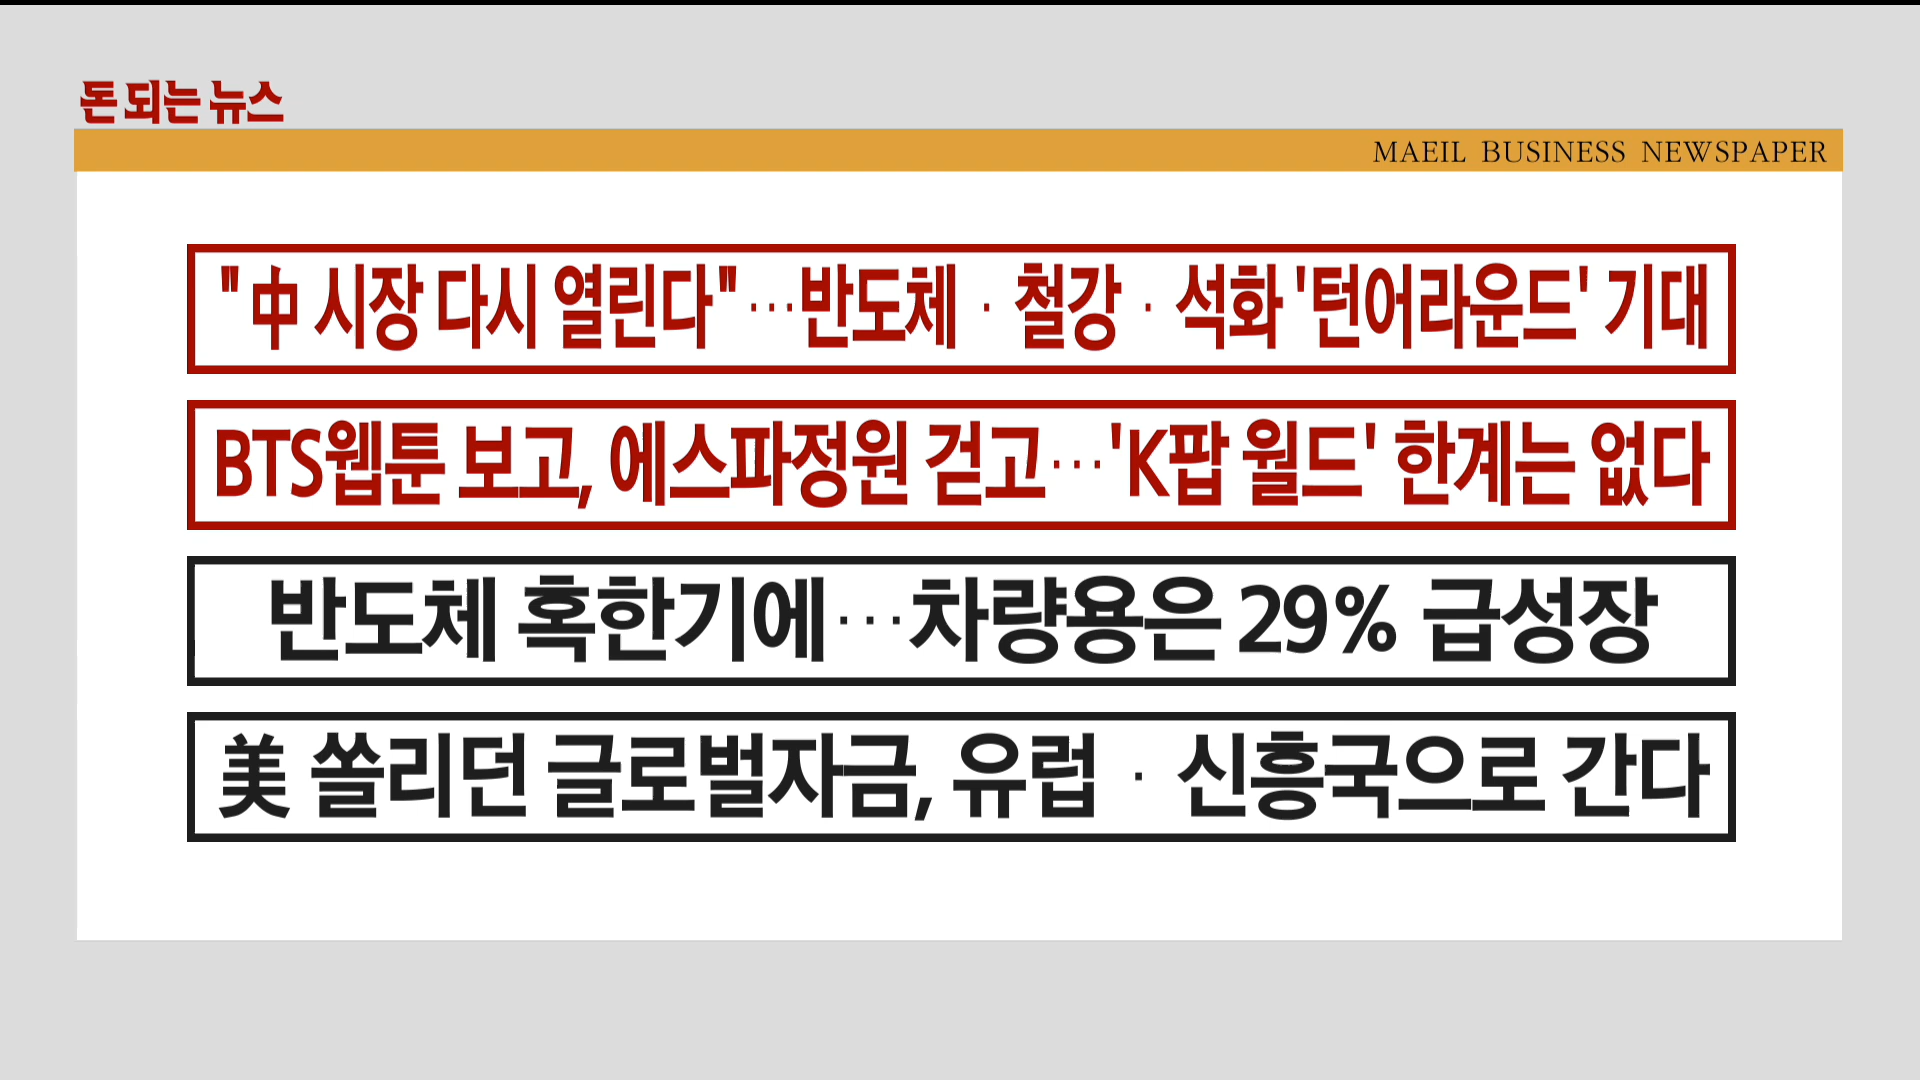 돈 되는 뉴스
MAEIL BUSINESS NEWSPAPER
"中 시장 다시 열린다"…반도체·철강·석화 '턴어라운드' 기대
BTS웹툰 보고, 에스파정원 걷고…'K팝 월드' 한계는 없다
반도체 혹한기에…차량용은 29% 급성장
美 쏠리던 글로벌자금, 유럽·신흥국으로 간다